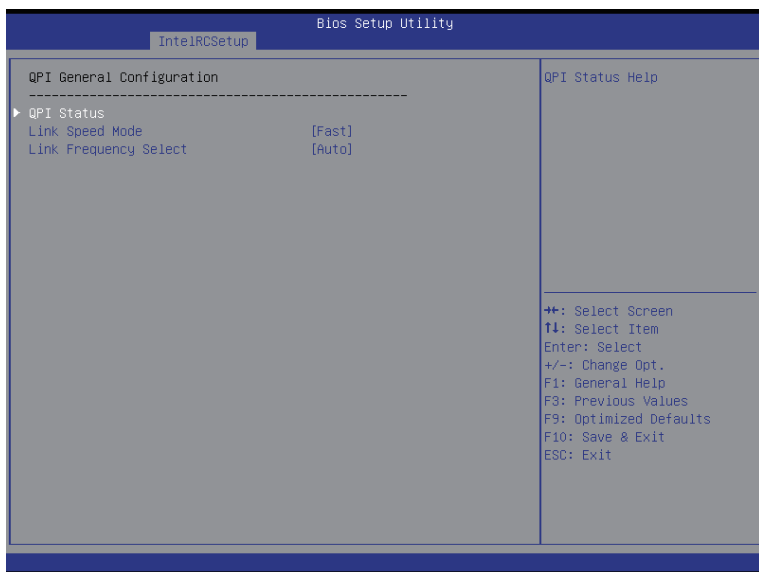 Bios Setup Utility
IntelRCSetup
QPI General Configuration
--------------------------------------------------
QPI Status
Link Speed Mode [Fast]
Link Frequency Select [Auto]
QPI Status Help
→←: Select Screen
↑↓: Select Item
Enter: Select
+/-: Change Opt.
F1: General Help
F3: Previous Values
F9: Optimized Defaults
F10: Save & Exit
ESC: Exit